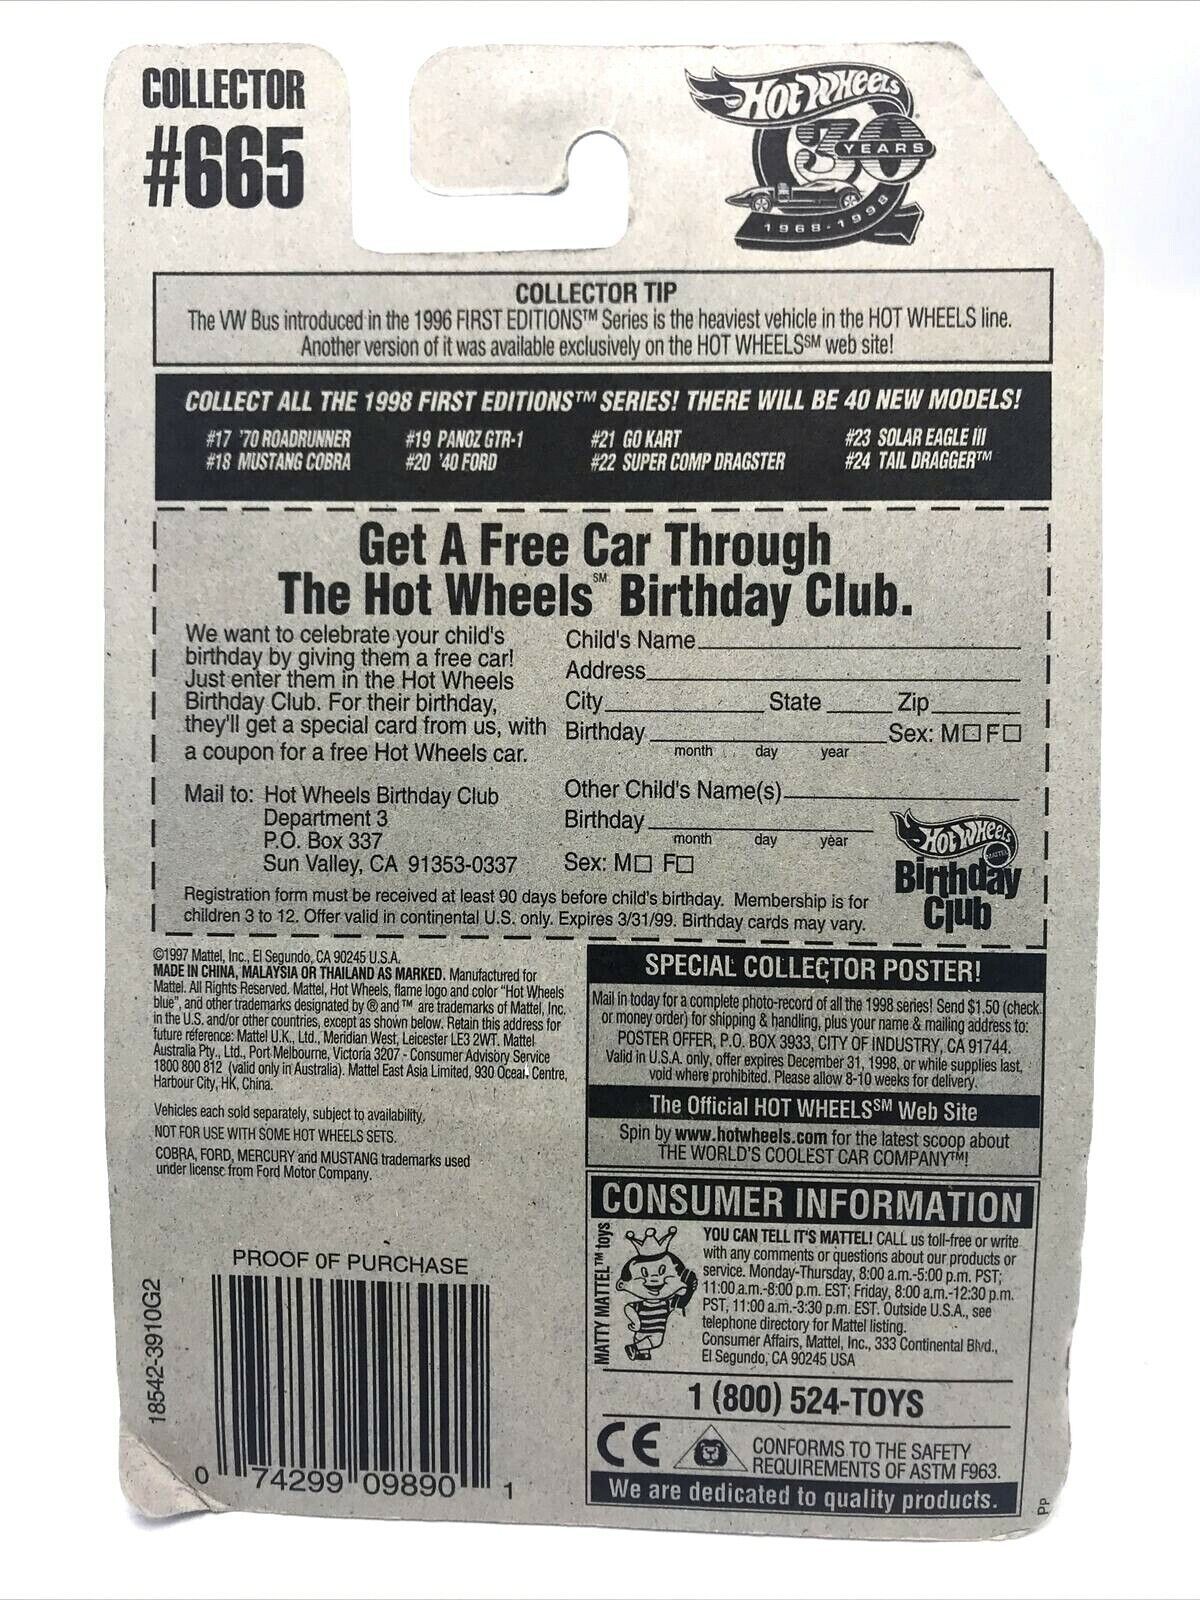 COLLECTOR
#665
HOT WHEELS
30
YEARS
1968-1998
COLLECTOR TIP
The VW Bus introduced in the 1996 FIRST EDITIONS™ Series is the heaviest vehicle in the HOT WHEELS line.
Another version of it was available exclusively on the HOT WHEELS℠ web site!
COLLECT ALL THE 1998 FIRST EDITIONS™ SERIES! THERE WILL BE 40 NEW MODELS!
#17 '70 ROADRUNNER #19 PANOZ GTR-1 #21 GO KART #23 SOLAR EAGLE III
#18 MUSTANG COBRA #20 '40 FORD #22 SUPER COMP DRAGSTER #24 TAIL DRAGGER™
Get A Free Car Through
The Hot Wheels℠ Birthday Club.
We want to celebrate your child's
birthday by giving them a free car!
Just enter them in the Hot Wheels
Birthday Club. For their birthday,
they'll get a special card from us, with
a coupon for a free Hot Wheels car.
Mail to: Hot Wheels Birthday Club
Department 3
P.O. Box 337
Sun Valley, CA 91353-0337
Child's Name
Address
City State Zip
Birthday Sex: M☐ F☐
month day year
Other Child's Name(s)
Birthday
month day year
Sex: M☐ F☐
HOT WHEELS
MATTEL
Birthday
Club
Registration form must be received at least 90 days before child's birthday. Membership is for
children 3 to 12. Offer valid in continental U.S. only. Expires 3/31/99. Birthday cards may vary.
©1997 Mattel, Inc., El Segundo, CA 90245 U.S.A.
MADE IN CHINA, MALAYSIA OR THAILAND AS MARKED. Manufactured for
Mattel. All Rights Reserved. Mattel, Hot Wheels, flame logo and color "Hot Wheels
blue", and other trademarks designated by ® and ™ are trademarks of Mattel, Inc.
in the U.S. and/or other countries, except as shown below. Retain this address for
future reference: Mattel U.K., Ltd., Meridian West, Leicester LE3 2WT. Mattel
Australia Pty., Ltd., Port Melbourne, Victoria 3207 - Consumer Advisory Service
1800 800 812 (valid only in Australia). Mattel East Asia Limited, 930 Ocean Centre,
Harbour City, HK, China.
Vehicles each sold separately, subject to availability.
NOT FOR USE WITH SOME HOT WHEELS SETS.
COBRA, FORD, MERCURY and MUSTANG trademarks used
under license from Ford Motor Company.
SPECIAL COLLECTOR POSTER!
Mail in today for a complete photo-record of all the 1998 series! Send $1.50 (check
or money order) for shipping & handling, plus your name & mailing address to:
POSTER OFFER, P.O. BOX 3933, CITY OF INDUSTRY, CA 91744.
Valid in U.S.A. only, offer expires December 31, 1998, or while supplies last,
void where prohibited. Please allow 8-10 weeks for delivery.
The Official HOT WHEELS℠ Web Site
Spin by www.hotwheels.com for the latest scoop about
THE WORLD'S COOLEST CAR COMPANY™!
CONSUMER INFORMATION
MATTY MATTEL™ toys
YOU CAN TELL IT'S MATTEL! CALL us toll-free or write
with any comments or questions about our products or
service. Monday-Thursday, 8:00 a.m.-5:00 p.m. PST;
11:00 a.m.-8:00 p.m. EST; Friday, 8:00 a.m.-12:30 p.m.
PST, 11:00 a.m.-3:30 p.m. EST. Outside U.S.A., see
telephone directory for Mattel listing.
Consumer Affairs, Mattel, Inc., 333 Continental Blvd.,
El Segundo, CA 90245 USA
1 (800) 524-TOYS
CE
CONFORMS TO THE SAFETY
REQUIREMENTS OF ASTM F963.
We are dedicated to quality products.
PP
PROOF OF PURCHASE
18542-3910G2
0 74299 09890 1